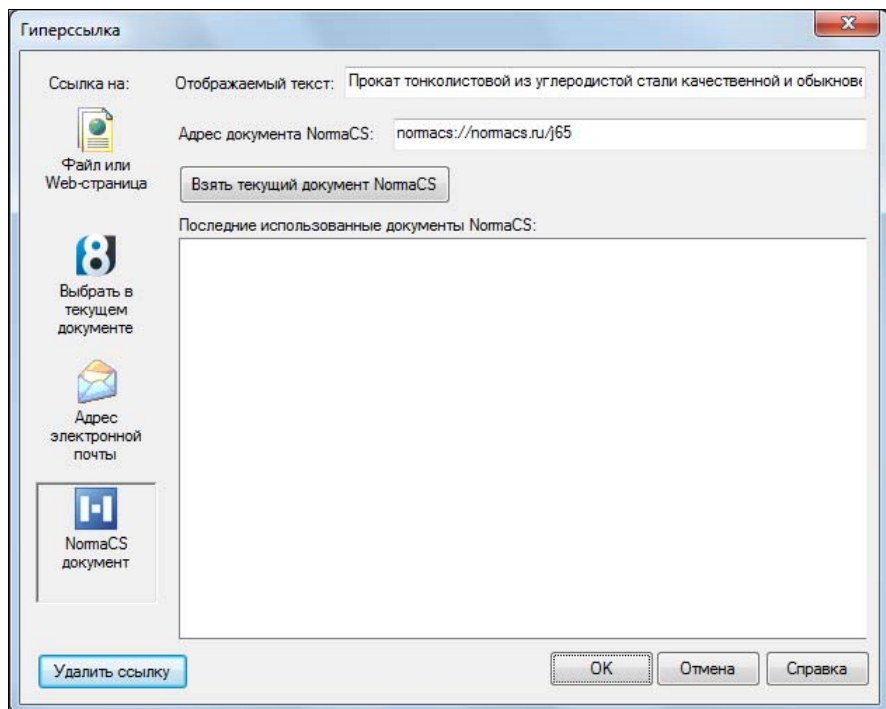 Гиперссылка
Ссылка на:
Отображаемый текст: Прокат тонколистовой из углеродистой стали качественной и обыкнове
Файл или
Web-страница
Адрес документа NormaCS: normacs://normacs.ru/j65
Взять текущий документ NormaCS
Последние использованные документы NormaCS:
Выбрать в
текущем
документе
Адрес
электронной
почты
NormaCS
документ
Удалить ссылку
OK
Отмена
Справка